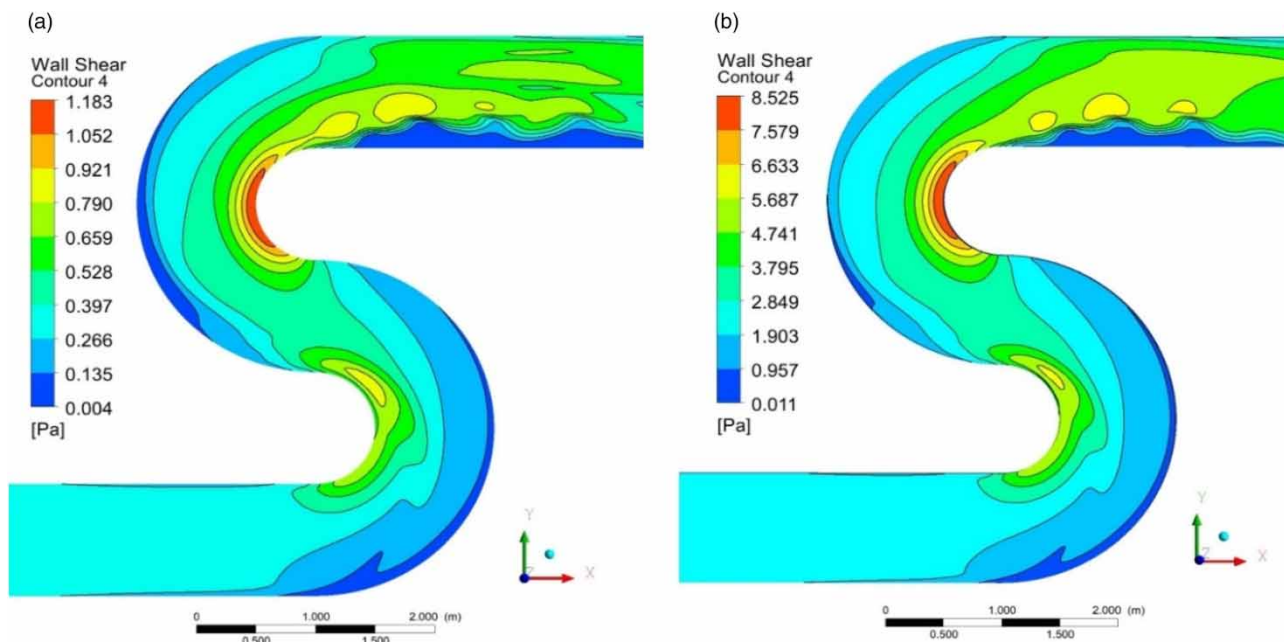 (a)
Wall Shear
Contour 4
1.183
1.052
0.921
0.790
0.659
0.528
0.397
0.266
0.135
0.004
[Pa]
Y
Z
X
0 1.000 2.000 (m)
0.500 1.500
(b)
Wall Shear
Contour 4
8.525
7.579
6.633
5.687
4.741
3.795
2.849
1.903
0.957
0.011
[Pa]
Y
Z
X
0 1.000 2.000 (m)
0.500 1.500